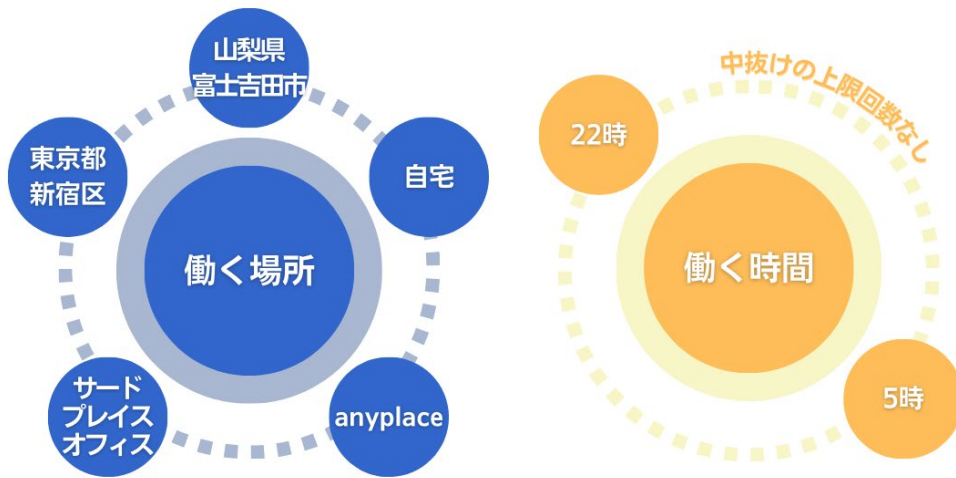 山梨県
富士吉田市
東京都
新宿区
自宅
働く場所
サード
プレイス
オフィス
anyplace
中抜けの上限回数なし
22時
働く時間
5時